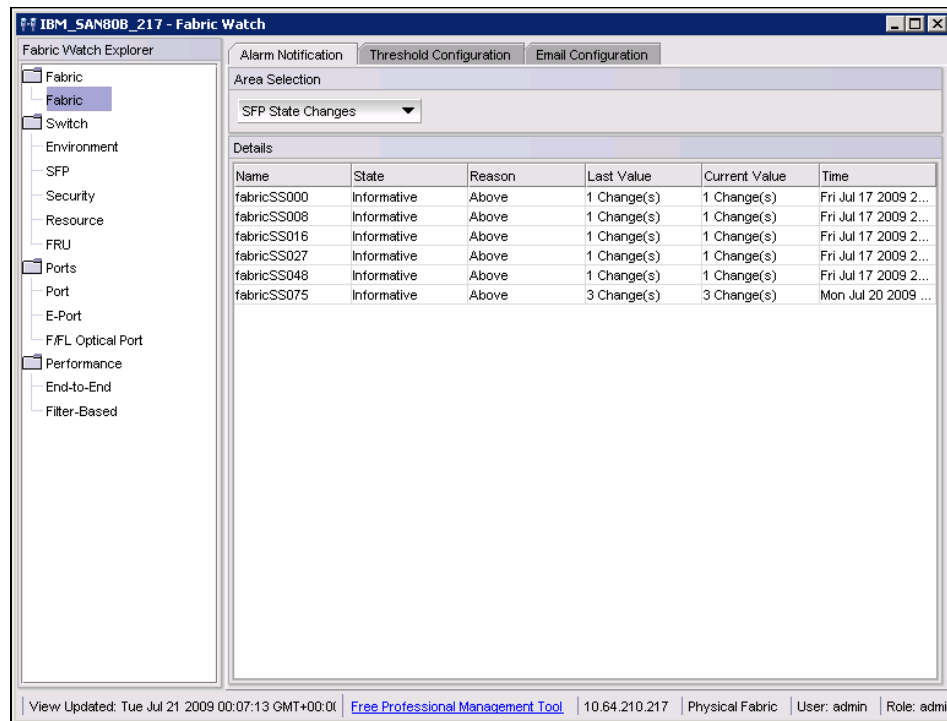 IBM_SAN80B_217 - Fabric Watch
Fabric Watch Explorer
Fabric
Fabric
Switch
Environment
SFP
Security
Resource
FRU
Ports
Port
E-Port
F/FL Optical Port
Performance
End-to-End
Filter-Based
Alarm Notification Threshold Configuration Email Configuration
Area Selection
SFP State Changes
Details
Name State Reason Last Value Current Value Time
fabricSS000 Informative Above 1 Change(s) 1 Change(s) Fri Jul 17 2009 2...
fabricSS008 Informative Above 1 Change(s) 1 Change(s) Fri Jul 17 2009 2...
fabricSS016 Informative Above 1 Change(s) 1 Change(s) Fri Jul 17 2009 2...
fabricSS027 Informative Above 1 Change(s) 1 Change(s) Fri Jul 17 2009 2...
fabricSS048 Informative Above 1 Change(s) 1 Change(s) Fri Jul 17 2009 2...
fabricSS075 Informative Above 3 Change(s) 3 Change(s) Mon Jul 20 2009 ...
View Updated: Tue Jul 21 2009 00:07:13 GMT+00:0( Free Professional Management Tool 10.64.210.217 Physical Fabric User: admin Role: admi